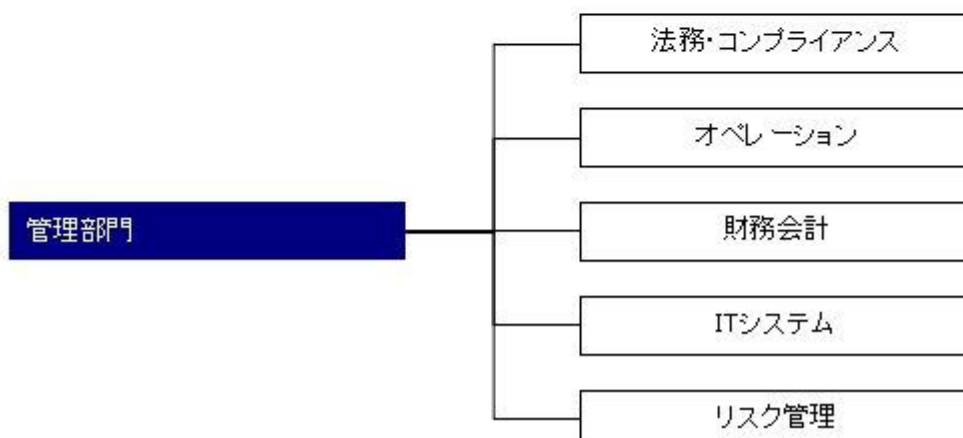 法務・コンプライアンス
オペレーション
管理部門
財務会計
ITシステム
リスク管理